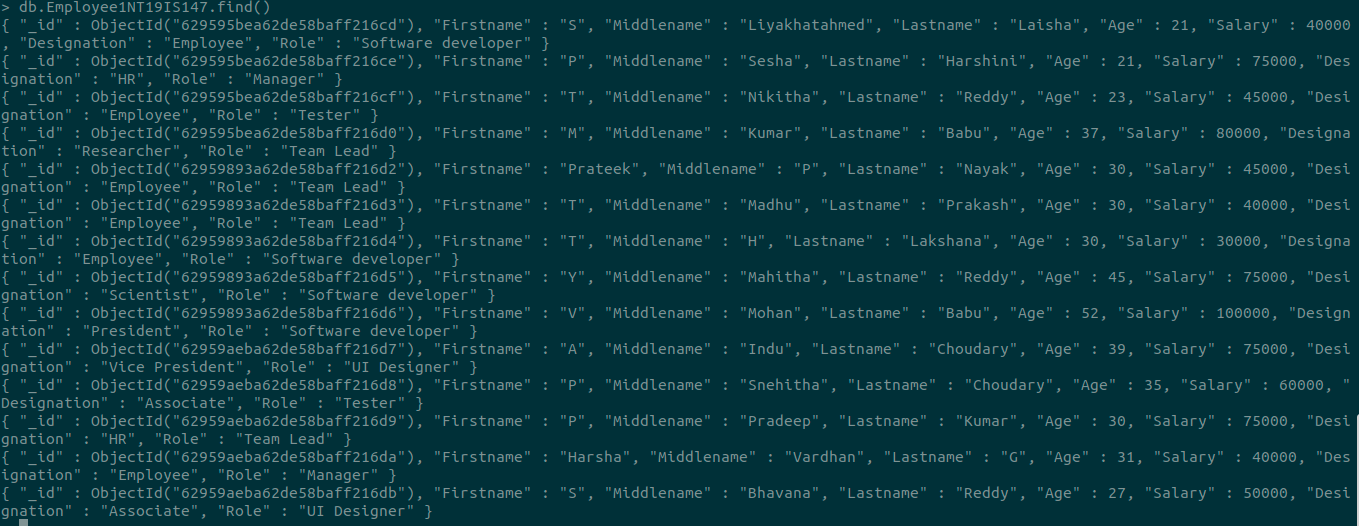 > db.Employee1NT19IS147.find()
{ "_id" : ObjectId("629595bea62de58baff216cd"), "Firstname" : "S", "Middlename" : "Liyakhatahmed", "Lastname" : "Laisha", "Age" : 21, "Salary" : 40000
, "Designation" : "Employee", "Role" : "Software developer" }
{ "_id" : ObjectId("629595bea62de58baff216ce"), "Firstname" : "P", "Middlename" : "Sesha", "Lastname" : "Harshini", "Age" : 21, "Salary" : 75000, "Des
ignation" : "HR", "Role" : "Manager" }
{ "_id" : ObjectId("629595bea62de58baff216cf"), "Firstname" : "T", "Middlename" : "Nikitha", "Lastname" : "Reddy", "Age" : 23, "Salary" : 45000, "Desi
gnation" : "Employee", "Role" : "Tester" }
{ "_id" : ObjectId("629595bea62de58baff216d0"), "Firstname" : "M", "Middlename" : "Kumar", "Lastname" : "Babu", "Age" : 37, "Salary" : 80000, "Designa
tion" : "Researcher", "Role" : "Team Lead" }
{ "_id" : ObjectId("62959893a62de58baff216d2"), "Firstname" : "Prateek", "Middlename" : "P", "Lastname" : "Nayak", "Age" : 30, "Salary" : 45000, "Desi
gnation" : "Employee", "Role" : "Team Lead" }
{ "_id" : ObjectId("62959893a62de58baff216d3"), "Firstname" : "T", "Middlename" : "Madhu", "Lastname" : "Prakash", "Age" : 30, "Salary" : 40000, "Desi
gnation" : "Employee", "Role" : "Team Lead" }
{ "_id" : ObjectId("62959893a62de58baff216d4"), "Firstname" : "T", "Middlename" : "H", "Lastname" : "Lakshana", "Age" : 30, "Salary" : 30000, "Designa
tion" : "Employee", "Role" : "Software developer" }
{ "_id" : ObjectId("62959893a62de58baff216d5"), "Firstname" : "Y", "Middlename" : "Mahitha", "Lastname" : "Reddy", "Age" : 45, "Salary" : 75000, "Desi
gnation" : "Scientist", "Role" : "Software developer" }
{ "_id" : ObjectId("62959893a62de58baff216d6"), "Firstname" : "V", "Middlename" : "Mohan", "Lastname" : "Babu", "Age" : 52, "Salary" : 100000, "Design
ation" : "President", "Role" : "Software developer" }
{ "_id" : ObjectId("62959aeba62de58baff216d7"), "Firstname" : "A", "Middlename" : "Indu", "Lastname" : "Choudary", "Age" : 39, "Salary" : 75000, "Desi
gnation" : "Vice President", "Role" : "UI Designer" }
{ "_id" : ObjectId("62959aeba62de58baff216d8"), "Firstname" : "P", "Middlename" : "Snehitha", "Lastname" : "Choudary", "Age" : 35, "Salary" : 60000, "
Designation" : "Associate", "Role" : "Tester" }
{ "_id" : ObjectId("62959aeba62de58baff216d9"), "Firstname" : "P", "Middlename" : "Pradeep", "Lastname" : "Kumar", "Age" : 30, "Salary" : 75000, "Desi
gnation" : "HR", "Role" : "Team Lead" }
{ "_id" : ObjectId("62959aeba62de58baff216da"), "Firstname" : "Harsha", "Middlename" : "Vardhan", "Lastname" : "G", "Age" : 31, "Salary" : 40000, "Des
ignation" : "Employee", "Role" : "Manager" }
{ "_id" : ObjectId("62959aeba62de58baff216db"), "Firstname" : "S", "Middlename" : "Bhavana", "Lastname" : "Reddy", "Age" : 27, "Salary" : 50000, "Desi
gnation" : "Associate", "Role" : "UI Designer" }